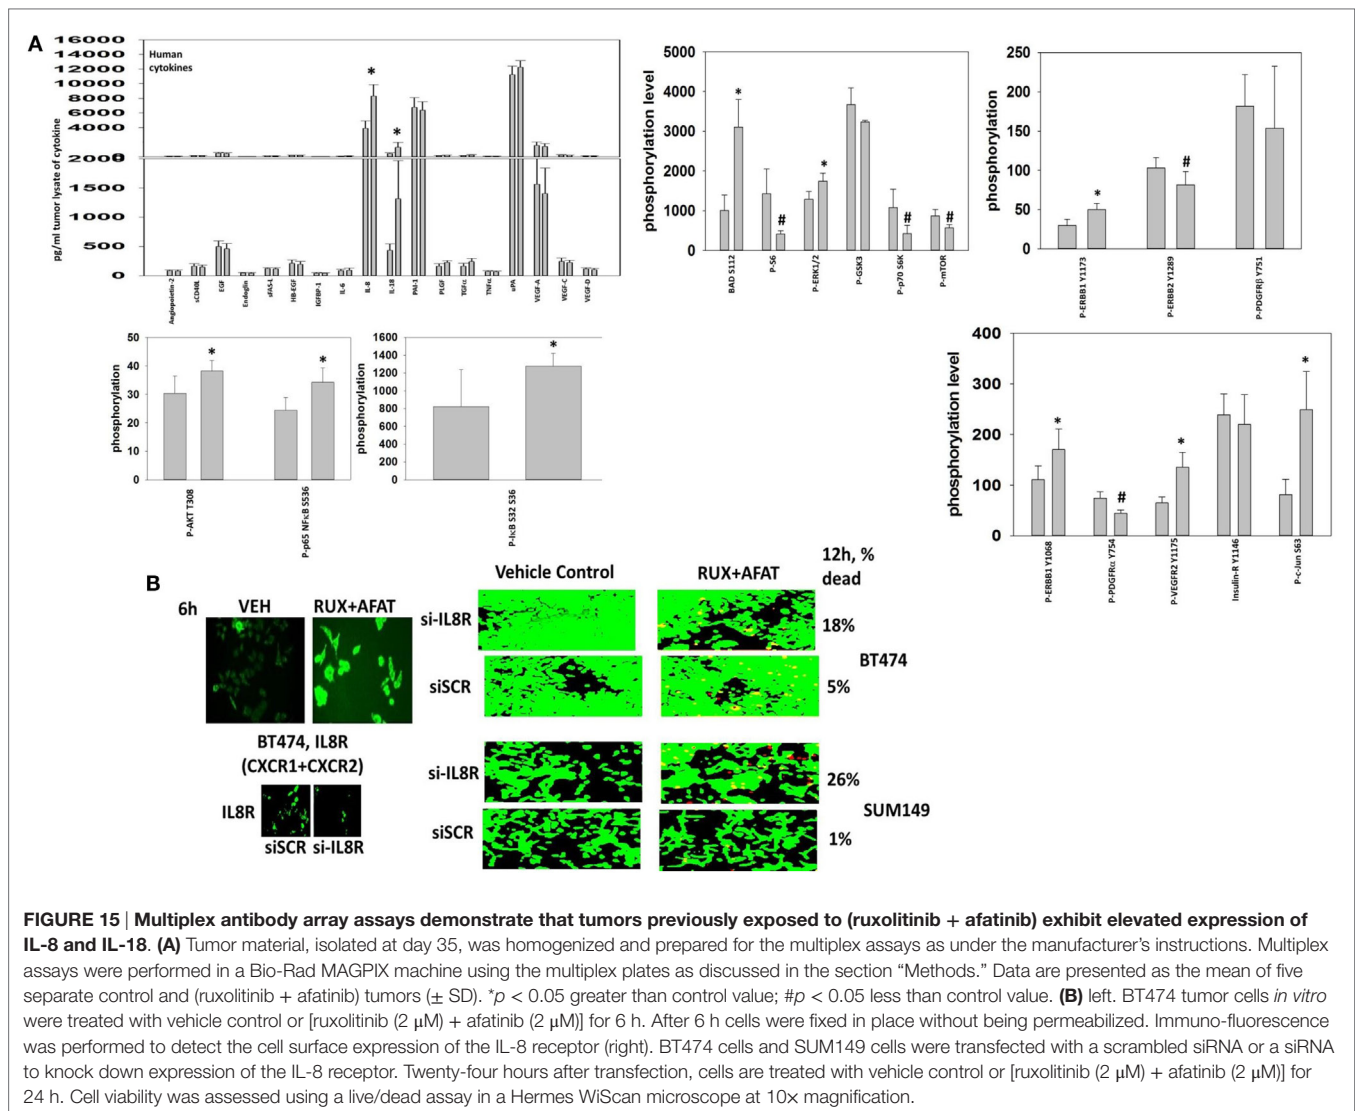 A
Human
cytokines
pg/ml tumor lysate of cytokine
16000
14000
12000
10000
8000
6000
4000
2000
1500
1000
500
0
Angiopoietin-2
sCD40L
EGF
Endoglin
sFAS-L
HB-EGF
IGFBP-1
IL-6
IL-8
IL-18
PAI-1
PLGF
TGFα
TNFα
uPA
VEGF-A
VEGF-C
VEGF-D
* *
phosphorylation level
5000
4000
3000
2000
1000
0
* # * # #
BAD S112
P-S6
P-ERK1/2
P-GSK3
P-p70 S6K
P-mTOR
phosphorylation
250
200
150
100
50
0
* #
P-ERBB1 Y1173
P-ERBB2 Y1289
P-PDGFRβ Y751
phosphorylation
50
40
30
20
10
0
* *
P-AKT T308
P-p65 NFκB S536
phosphorylation
1600
1400
1200
1000
800
600
400
200
0
*
P-IκB S32 S36
phosphorylation level
400
300
200
100
0
* # * *
P-ERBB1 Y1068
P-PDGFRα Y754
P-VEGFR2 Y1175
Insulin-R Y1146
P-c-Jun S63
B
6h
VEH RUX+AFAT
BT474, IL8R
(CXCR1+CXCR2)
IL8R
siSCR si-IL8R
Vehicle Control RUX+AFAT
12h, %
dead
si-IL8R 18%
BT474
siSCR 5%
si-IL8R 26%
SUM149
siSCR 1%
FIGURE 15 | Multiplex antibody array assays demonstrate that tumors previously exposed to (ruxolitinib + afatinib) exhibit elevated expression of
IL-8 and IL-18. (A) Tumor material, isolated at day 35, was homogenized and prepared for the multiplex assays as under the manufacturer's instructions. Multiplex
assays were performed in a Bio-Rad MAGPIX machine using the multiplex plates as discussed in the section “Methods.” Data are presented as the mean of five
separate control and (ruxolitinib + afatinib) tumors (± SD). *p < 0.05 greater than control value; #p < 0.05 less than control value. (B) left. BT474 tumor cells in vitro
were treated with vehicle control or [ruxolitinib (2 μM) + afatinib (2 μM)] for 6 h. After 6 h cells were fixed in place without being permeabilized. Immuno-fluorescence
was performed to detect the cell surface expression of the IL-8 receptor (right). BT474 cells and SUM149 cells were transfected with a scrambled siRNA or a siRNA
to knock down expression of the IL-8 receptor. Twenty-four hours after transfection, cells are treated with vehicle control or [ruxolitinib (2 μM) + afatinib (2 μM)] for
24 h. Cell viability was assessed using a live/dead assay in a Hermes WiScan microscope at 10× magnification.